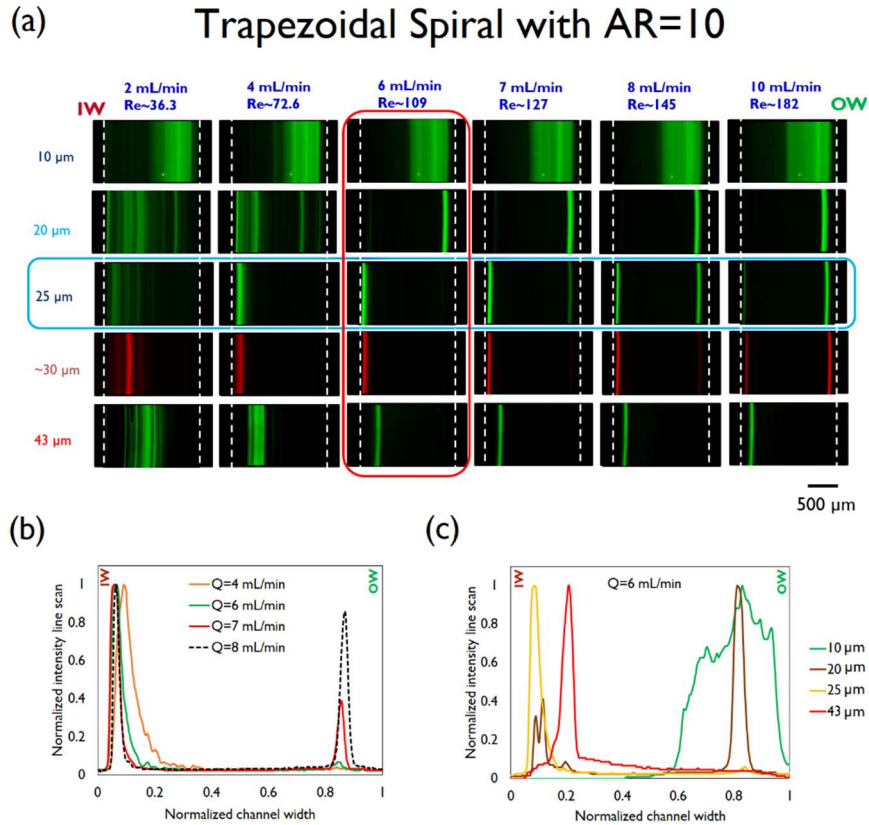 (a)
Trapezoidal Spiral with AR=10
2 mL/min 4 mL/min 6 mL/min 7 mL/min 8 mL/min 10 mL/min
IW Re~36.3 Re~72.6 Re~109 Re~127 Re~145 Re~182 OW
10 µm
20 µm
25 µm
~30 µm
43 µm
500 µm
(b)
IW
OW
Q=4 mL/min
Q=6 mL/min
Q=7 mL/min
Q=8 mL/min
Normalized intensity line scan
1
0.8
0.6
0.4
0.2
0
0 0.2 0.4 0.6 0.8 1
Normalized channel width
(c)
IW
Q=6 mL/min
OW
Normalized intensity line scan
1
0.8
0.6
0.4
0.2
0
0 0.2 0.4 0.6 0.8 1
Normalized channel width
10 µm
20 µm
25 µm
43 µm